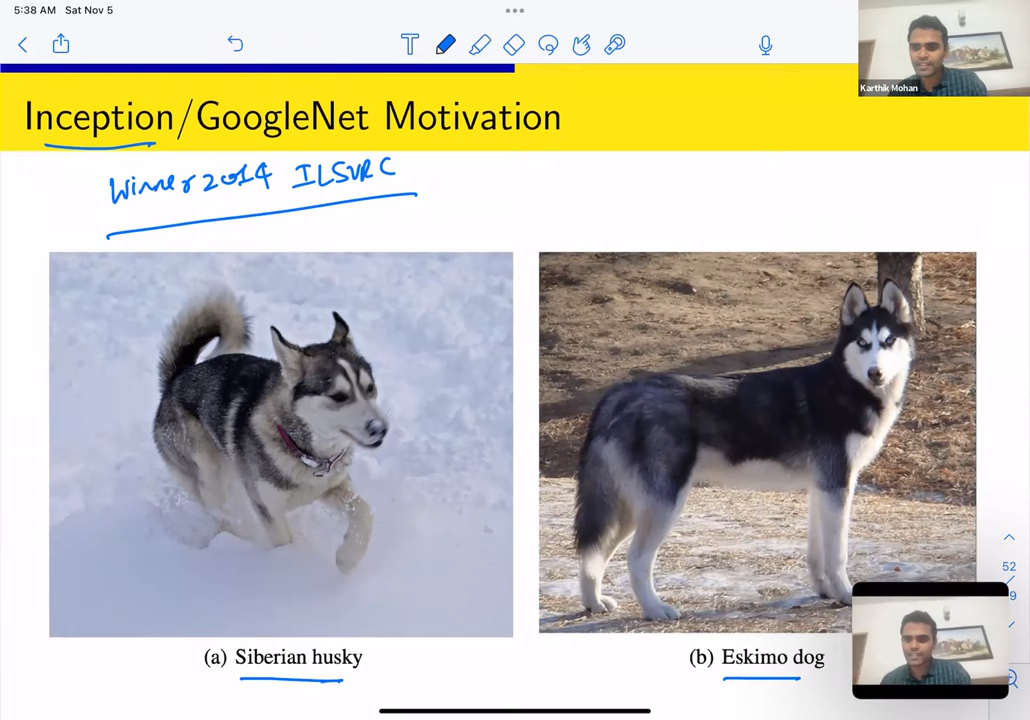 5:38 AM Sat Nov 5
Karthik Mohan
Inception/GoogleNet Motivation
Winner 2014 ILSVRC
52
9
(a) Siberian husky
(b) Eskimo dog